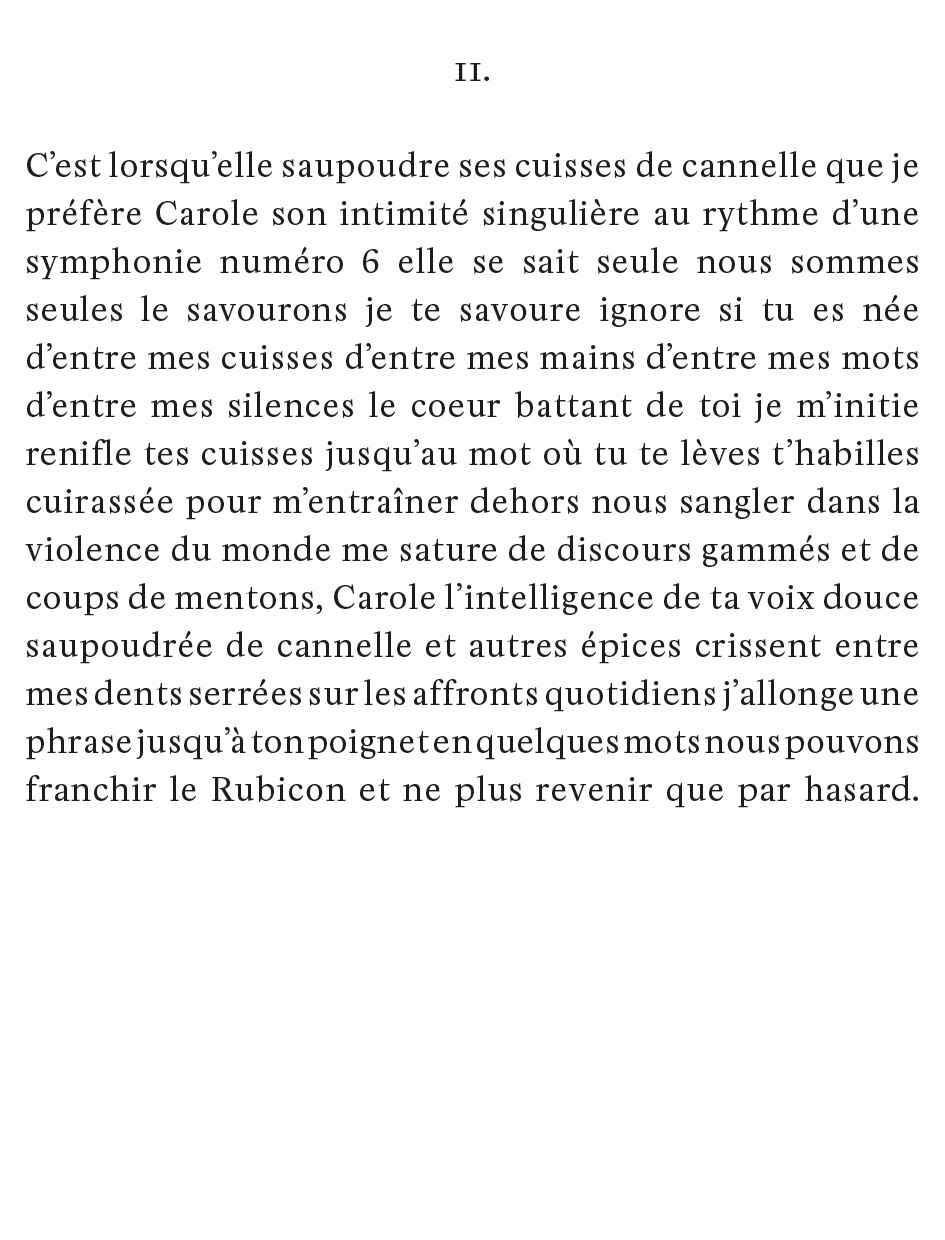 II.
C’est lorsqu’elle saupoudre ses cuisses de cannelle que je
préfère Carole son intimité singulière au rythme d’une
symphonie numéro 6 elle se sait seule nous sommes
seules le savourons je te savoure ignore si tu es née
d’entre mes cuisses d’entre mes mains d’entre mes mots
d’entre mes silences le coeur battant de toi je m’initie
renifle tes cuisses jusqu’au mot où tu te lèves t’habilles
cuirassée pour m’entraîner dehors nous sangler dans la
violence du monde me sature de discours gammés et de
coups de mentons, Carole l’intelligence de ta voix douce
saupoudrée de cannelle et autres épices crissent entre
mes dents serrées sur les affronts quotidiens j’allonge une
phrase jusqu’à ton poignet en quelques mots nous pouvons
franchir le Rubicon et ne plus revenir que par hasard.